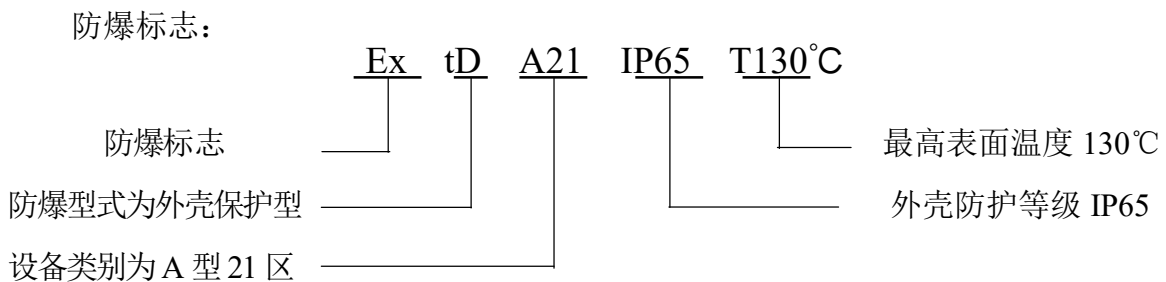 防爆标志：
Ex tD A21 IP65 T130℃
防爆标志
最高表面温度 130℃
防爆型式为外壳保护型
外壳防护等级 IP65
设备类别为 A 型 21 区